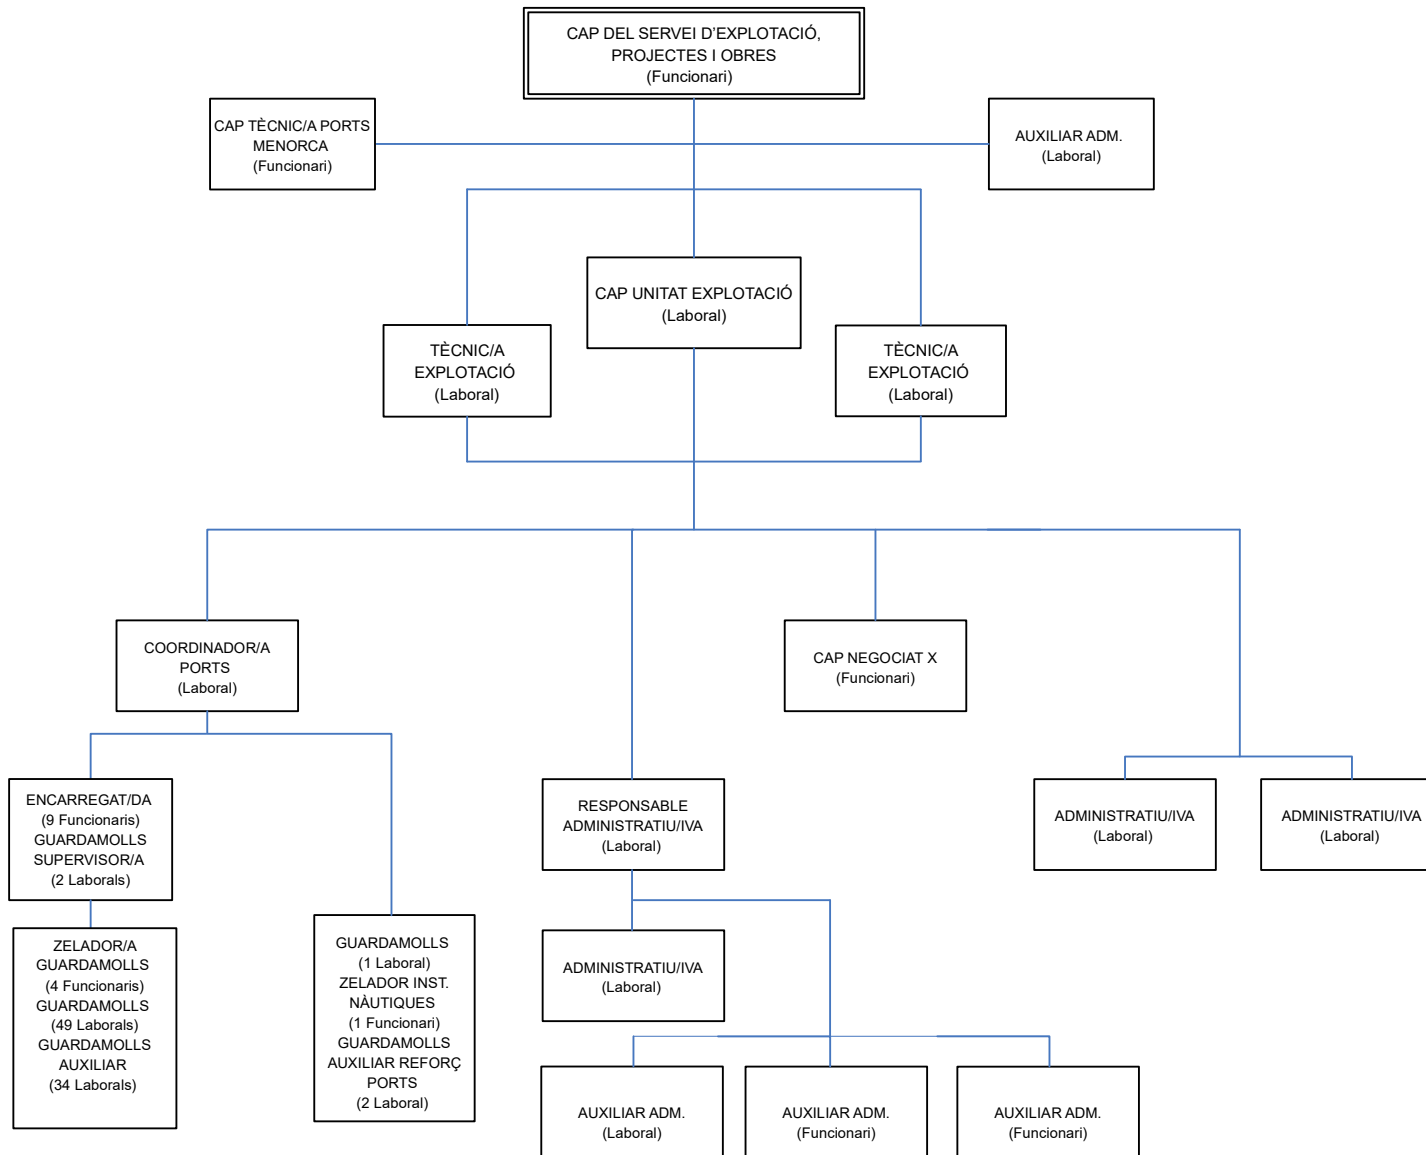 CAP DEL SERVEI D'EXPLOTACIÓ,
PROJECTES I OBRES
(Funcionari)
CAP TÈCNIC/A PORTS
MENORCA
(Funcionari)
AUXILIAR ADM.
(Laboral)
CAP UNITAT EXPLOTACIÓ
(Laboral)
TÈCNIC/A
EXPLOTACIÓ
(Laboral)
TÈCNIC/A
EXPLOTACIÓ
(Laboral)
COORDINADOR/A
PORTS
(Laboral)
CAP NEGOCIAT X
(Funcionari)
ENCARREGAT/DA
(9 Funcionaris)
GUARDAMOLLS
SUPERVISOR/A
(2 Laborals)
RESPONSABLE
ADMINISTRATIU/IVA
(Laboral)
ADMINISTRATIU/IVA
(Laboral)
ADMINISTRATIU/IVA
(Laboral)
ZELADOR/A
GUARDAMOLLS
(4 Funcionaris)
GUARDAMOLLS
(49 Laborals)
GUARDAMOLLS
AUXILIAR
(34 Laborals)
GUARDAMOLLS
(1 Laboral)
ZELADOR INST.
NÀUTIQUES
(1 Funcionari)
GUARDAMOLLS
AUXILIAR REFORÇ
PORTS
(2 Laboral)
ADMINISTRATIU/IVA
(Laboral)
AUXILIAR ADM.
(Laboral)
AUXILIAR ADM.
(Funcionari)
AUXILIAR ADM.
(Funcionari)